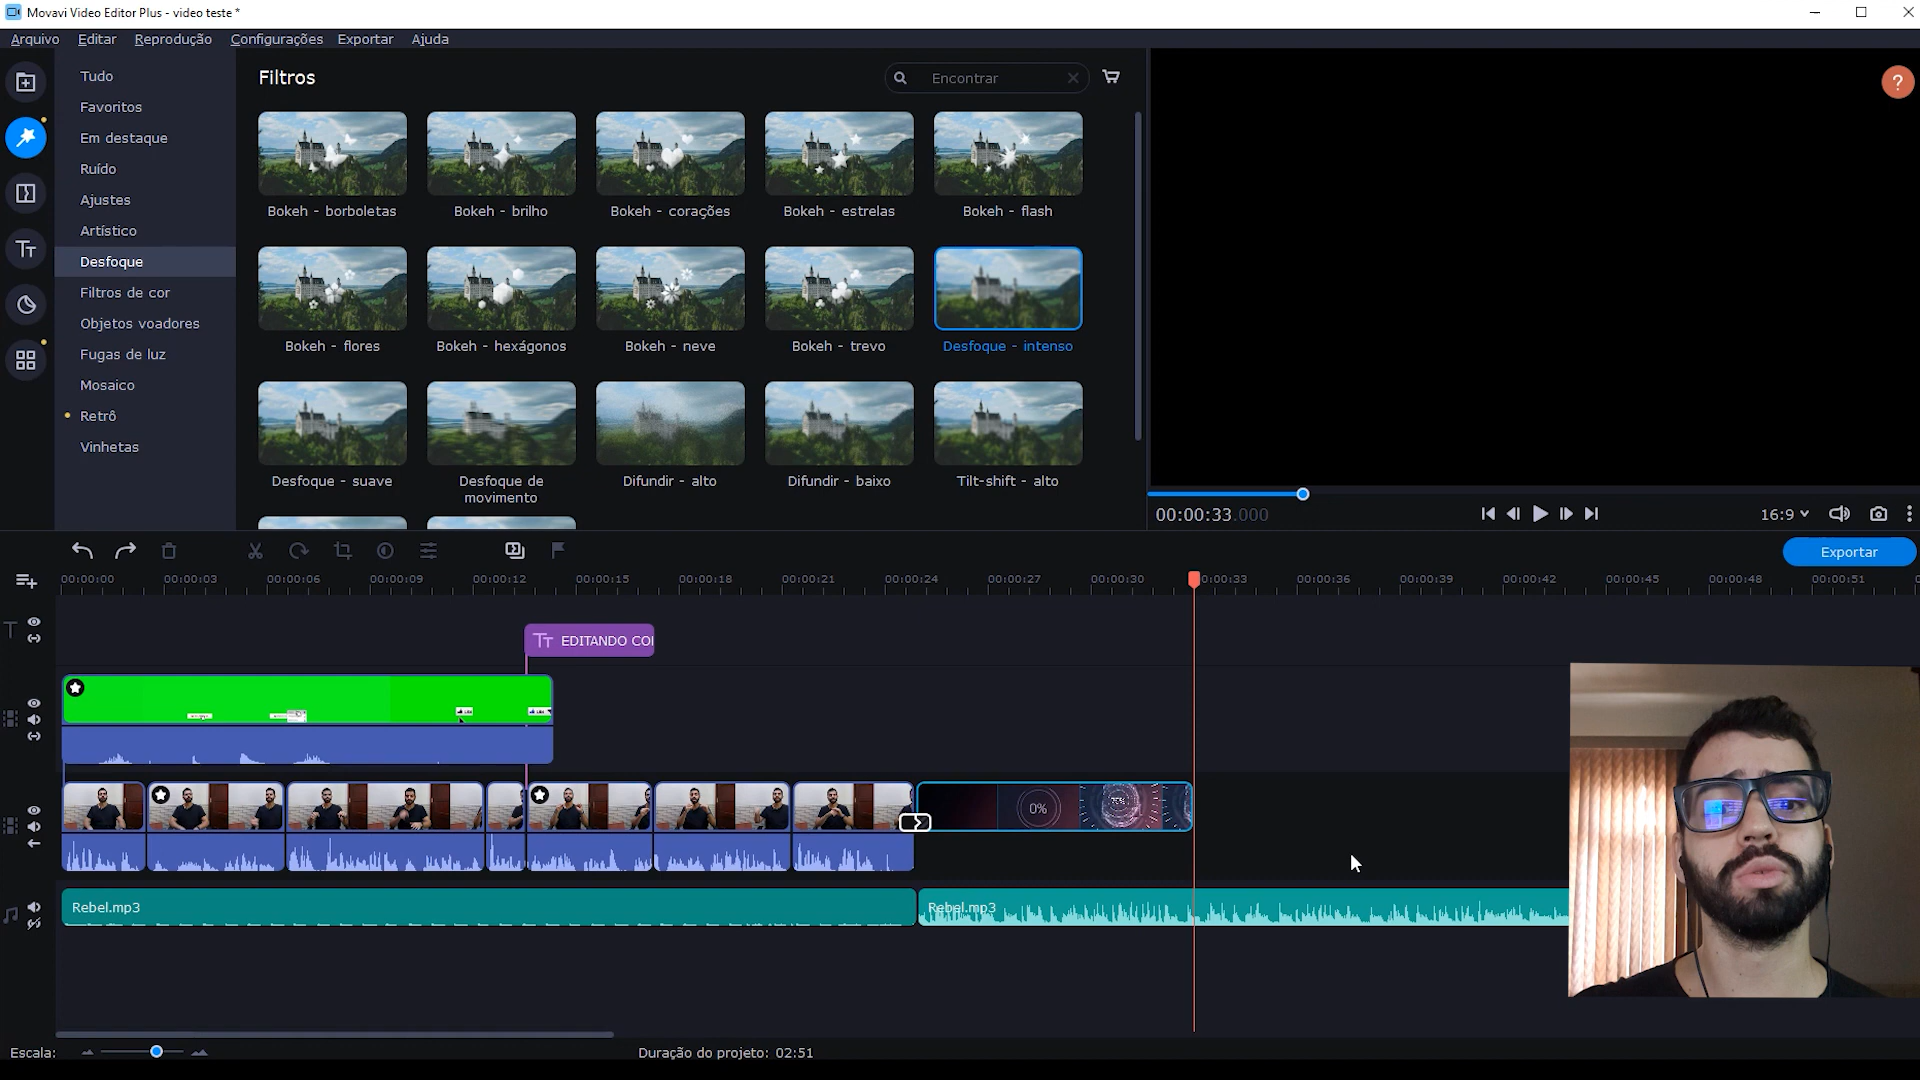 Movavi Video Editor Plus - video teste *
Arquivo Editar Reprodução Configurações Exportar Ajuda
Tudo
Favoritos
Em destaque
Ruído
Ajustes
Artístico
Desfoque
Filtros de cor
Objetos voadores
Fugas de luz
Mosaico
Retrô
Vinhetas
Filtros
Encontrar
Bokeh - borboletas
Bokeh - brilho
Bokeh - corações
Bokeh - estrelas
Bokeh - flash
Bokeh - flores
Bokeh - hexágonos
Bokeh - neve
Bokeh - trevo
Desfoque - intenso
Desfoque - suave
Desfoque de
movimento
Difundir - alto
Difundir - baixo
Tilt-shift - alto
?
00:00:33.000
16:9
Exportar
00:00:00 00:00:03 00:00:06 00:00:09 00:00:12 00:00:15 00:00:18 00:00:21 00:00:24 00:00:27 00:00:30 00:00:33 00:00:36 00:00:39 00:00:42 00:00:45 00:00:48 00:00:51
EDITANDO CO
0%
Rebel.mp3
Rebel.mp3
Escala:
Duração do projeto: 02:51